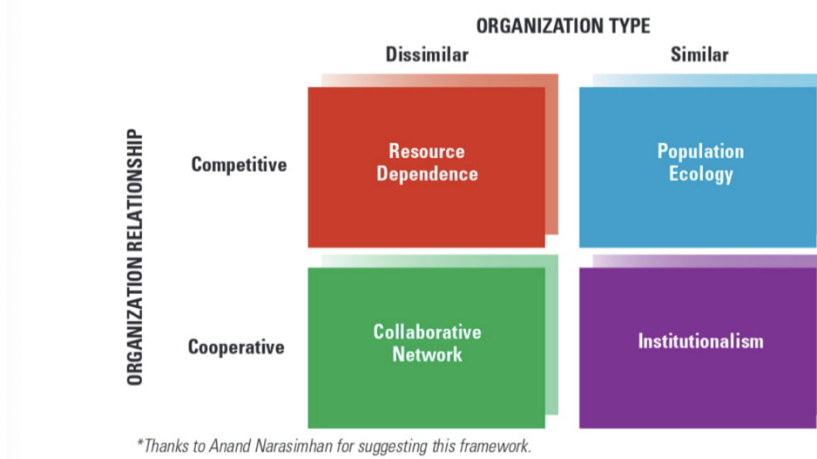 ORGANIZATION TYPE
Dissimilar
Similar
ORGANIZATION RELATIONSHIP
Competitive
Resource
Dependence
Population
Ecology
Cooperative
Collaborative
Network
Institutionalism
*Thanks to Anand Narasimhan for suggesting this framework.